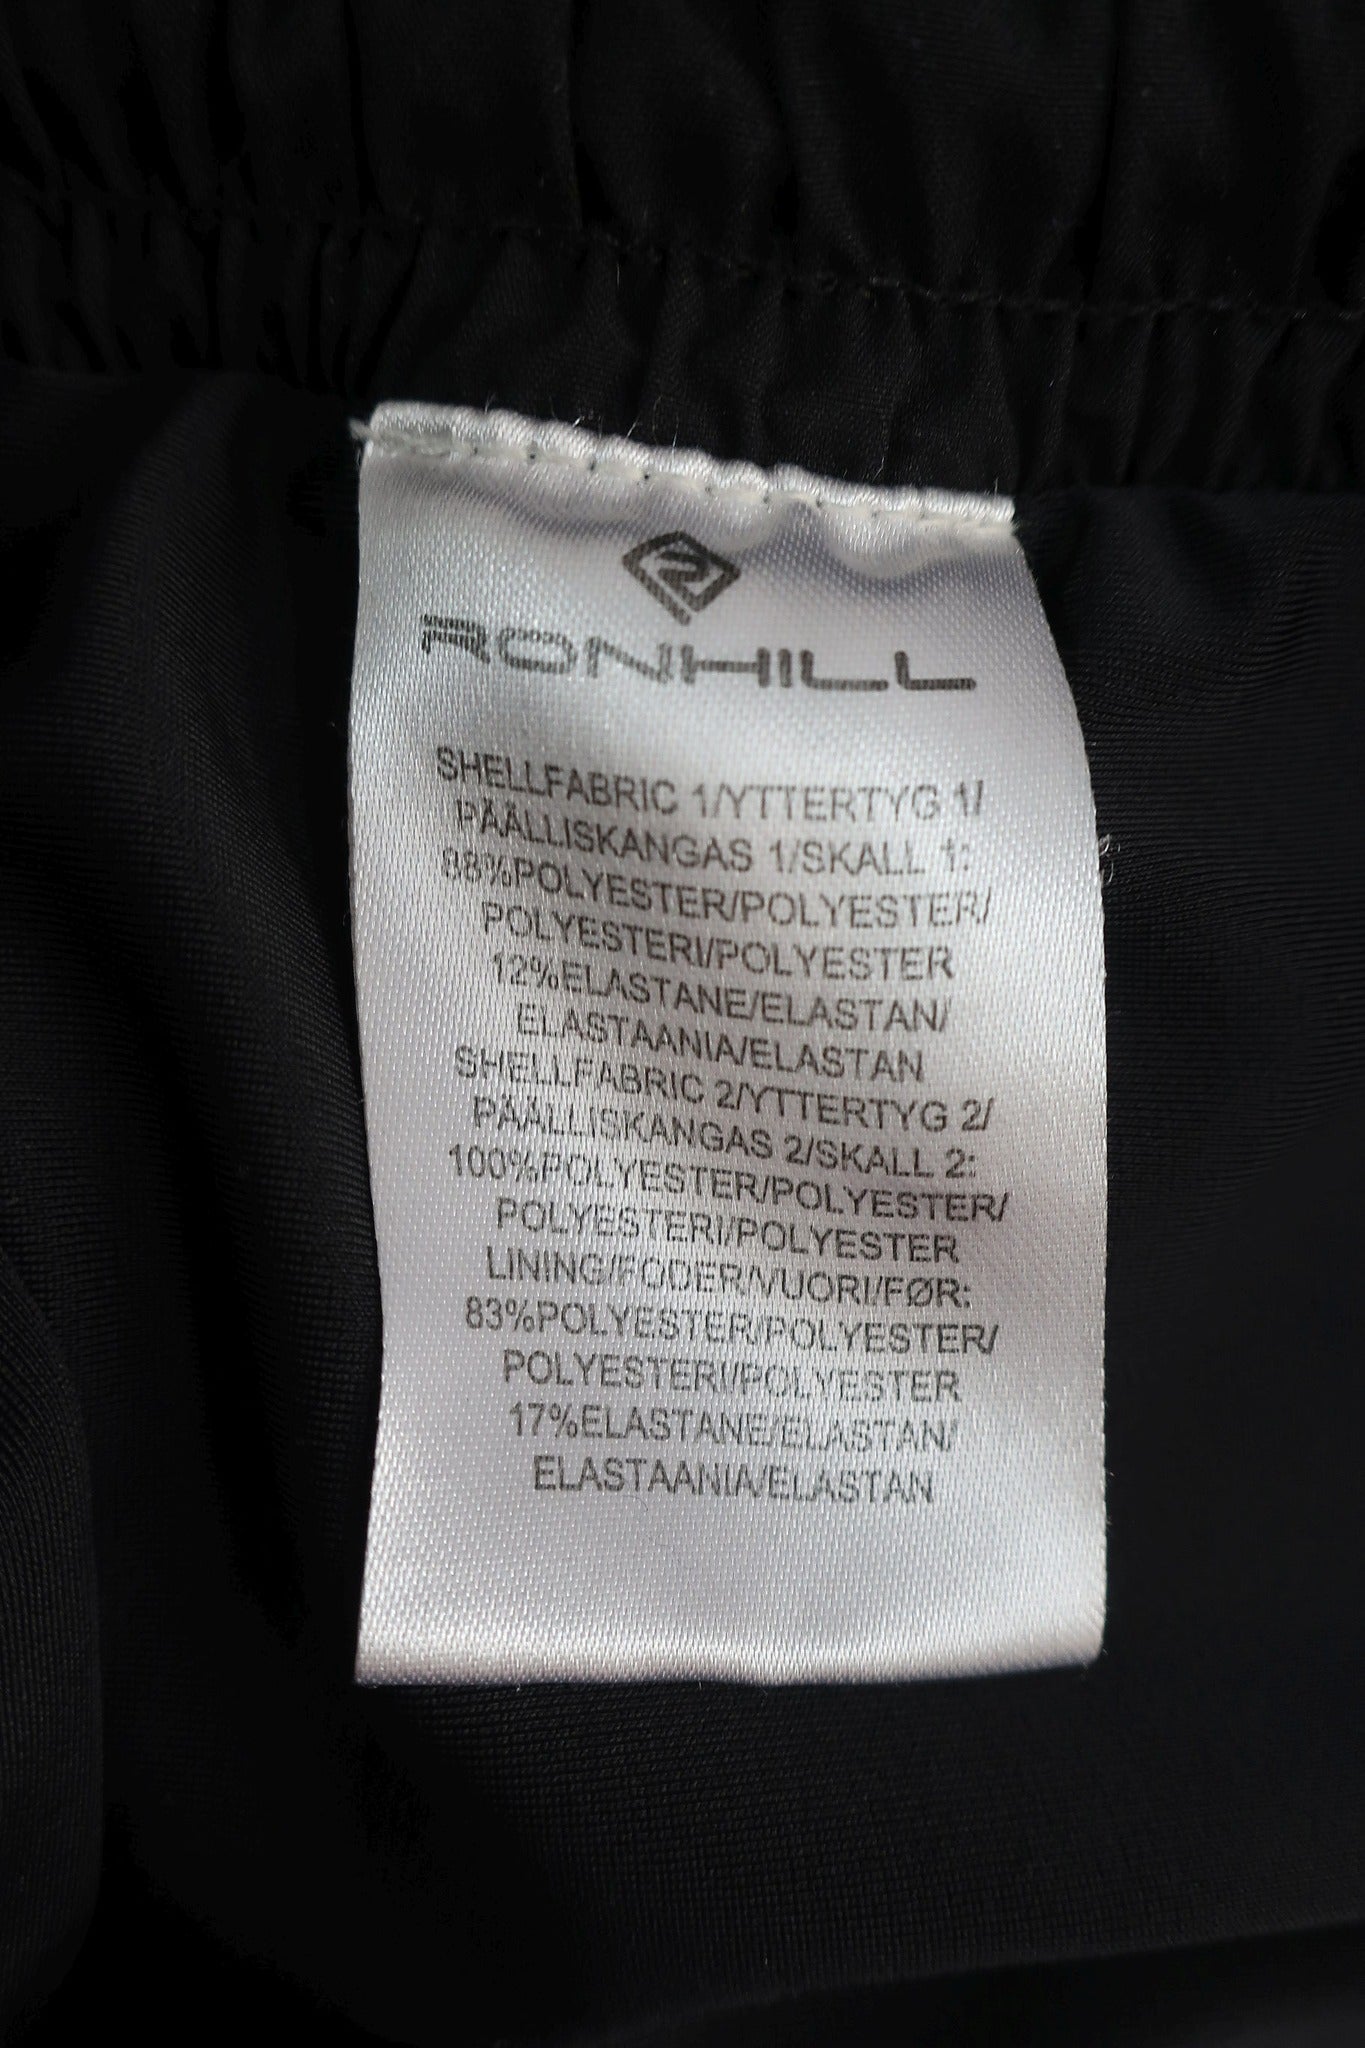 RONHILL
SHELLFABRIC 1/YTTERTYG 1/
PÄÄLLISKANGAS 1/SKALL 1:
88%POLYESTER/POLYESTER/
POLYESTERI/POLYESTER
12%ELASTANE/ELASTAN/
ELASTAANIA/ELASTAN
SHELLFABRIC 2/YTTERTYG 2/
PÄÄLLISKANGAS 2/SKALL 2:
100%POLYESTER/POLYESTER/
POLYESTERI/POLYESTER
LINING/FODER/VUORI/FØR:
83%POLYESTER/POLYESTER/
POLYESTERI/POLYESTER
17%ELASTANE/ELASTAN/
ELASTAANIA/ELASTAN